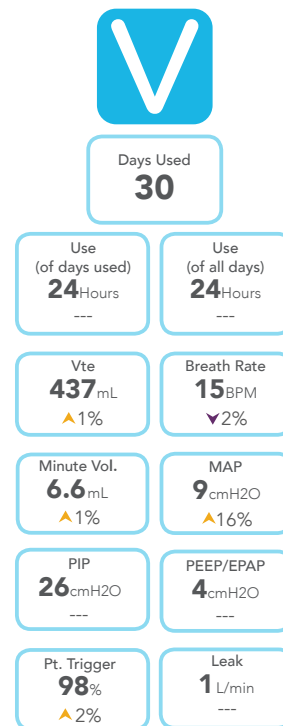 V
Days Used
30
Use
(of days used)
24Hours
---
Use
(of all days)
24Hours
---
Vte
437mL
1%
Breath Rate
15BPM
2%
Minute Vol.
6.6mL
1%
MAP
9cmH2O
16%
PIP
26cmH2O
---
PEEP/EPAP
4cmH2O
---
Pt. Trigger
98%
2%
Leak
1 L/min
---